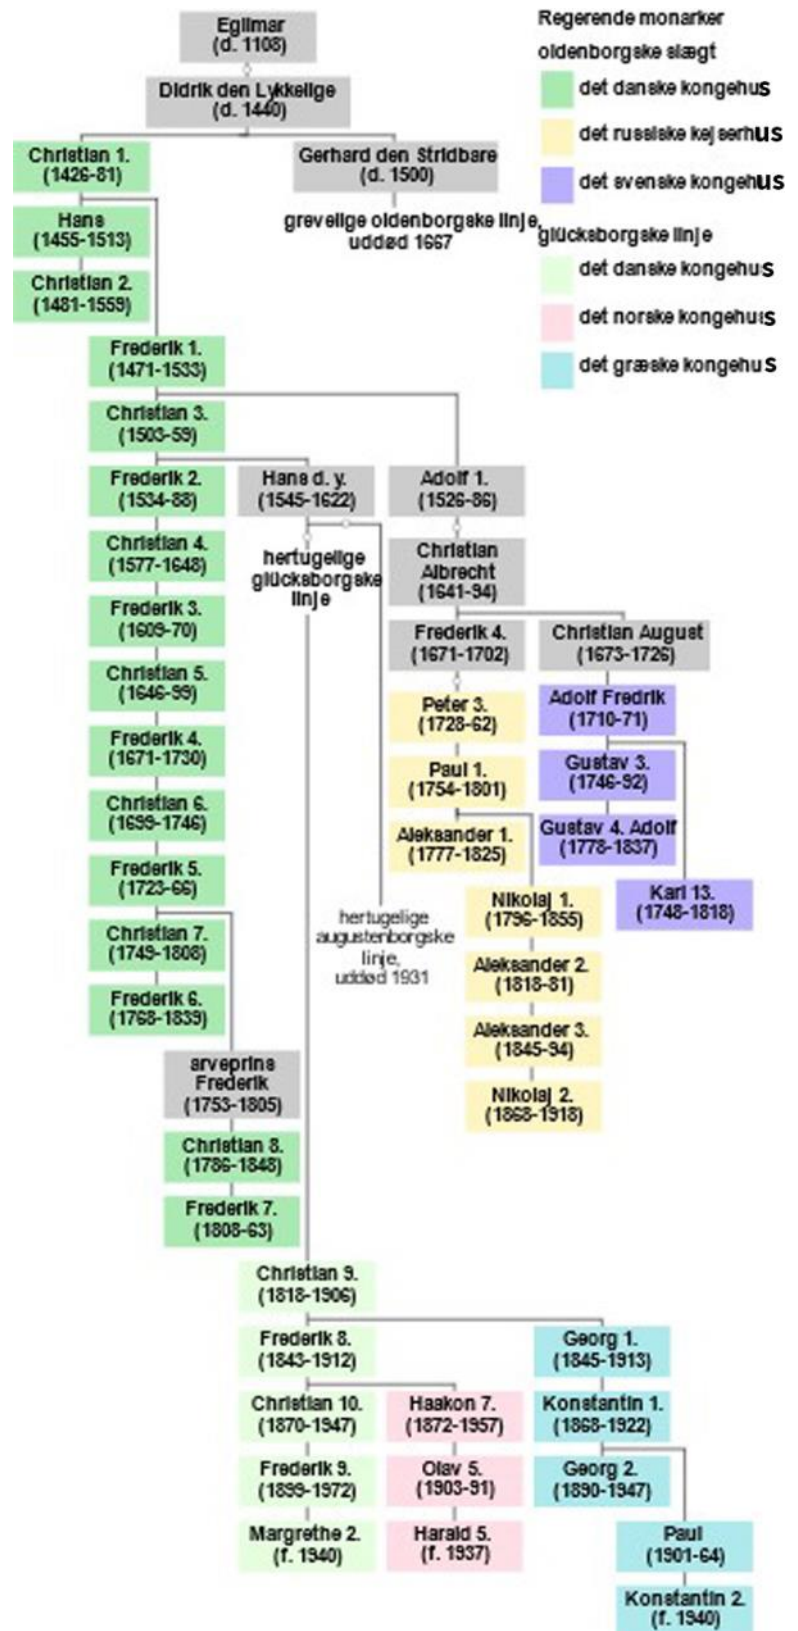 Egilmar
(d. 1108)
Didrik den Lykkelige
(d. 1440)
Christian 1.
(1426-81)
Gerhard den Stridbare
(d. 1500)
grevelige oldenborgske linje,
uddød 1667
Hans
(1455-1513)
Christian 2.
(1481-1559)
Regerende monarker
oldenborgske slægt
det danske kongehus
det russiske kejserhus
det svenske kongehus
glücksborgske linje
det danske kongehus
det norske kongehus
det græske kongehus
Frederik 1.
(1471-1533)
Christian 3.
(1503-59)
Frederik 2.
(1534-88)
Hans d. y.
(1545-1622)
Adolf 1.
(1526-86)
Christian 4.
(1577-1648)
hertugelige
glücksborgske
linje
Christian
Albrecht
(1641-94)
Frederik 3.
(1609-70)
Frederik 4.
(1671-1702)
Christian August
(1673-1726)
Christian 5.
(1646-99)
Peter 3.
(1728-62)
Adolf Fredrik
(1710-71)
Frederik 4.
(1671-1730)
Paul 1.
(1754-1801)
Gustav 3.
(1746-92)
Christian 6.
(1699-1746)
Aleksander 1.
(1777-1825)
Gustav 4. Adolf
(1778-1837)
Frederik 5.
(1723-66)
Karl 13.
(1748-1818)
Nikolaj 1.
(1796-1855)
hertugelige
augustenborgske
linje,
uddød 1931
Christian 7.
(1749-1808)
Aleksander 2.
(1818-81)
Frederik 6.
(1768-1839)
Aleksander 3.
(1845-94)
arveprins
Frederik
(1753-1805)
Nikolaj 2.
(1868-1918)
Christian 8.
(1786-1848)
Frederik 7.
(1808-63)
Christian 9.
(1818-1906)
Frederik 8.
(1843-1912)
Georg 1.
(1845-1913)
Christian 10.
(1870-1947)
Haakon 7.
(1872-1957)
Konstantin 1.
(1868-1922)
Frederik 9.
(1899-1972)
Olav 5.
(1903-91)
Georg 2.
(1890-1947)
Margrethe 2.
(f. 1940)
Harald 5.
(f. 1937)
Paul
(1901-64)
Konstantin 2.
(f. 1940)